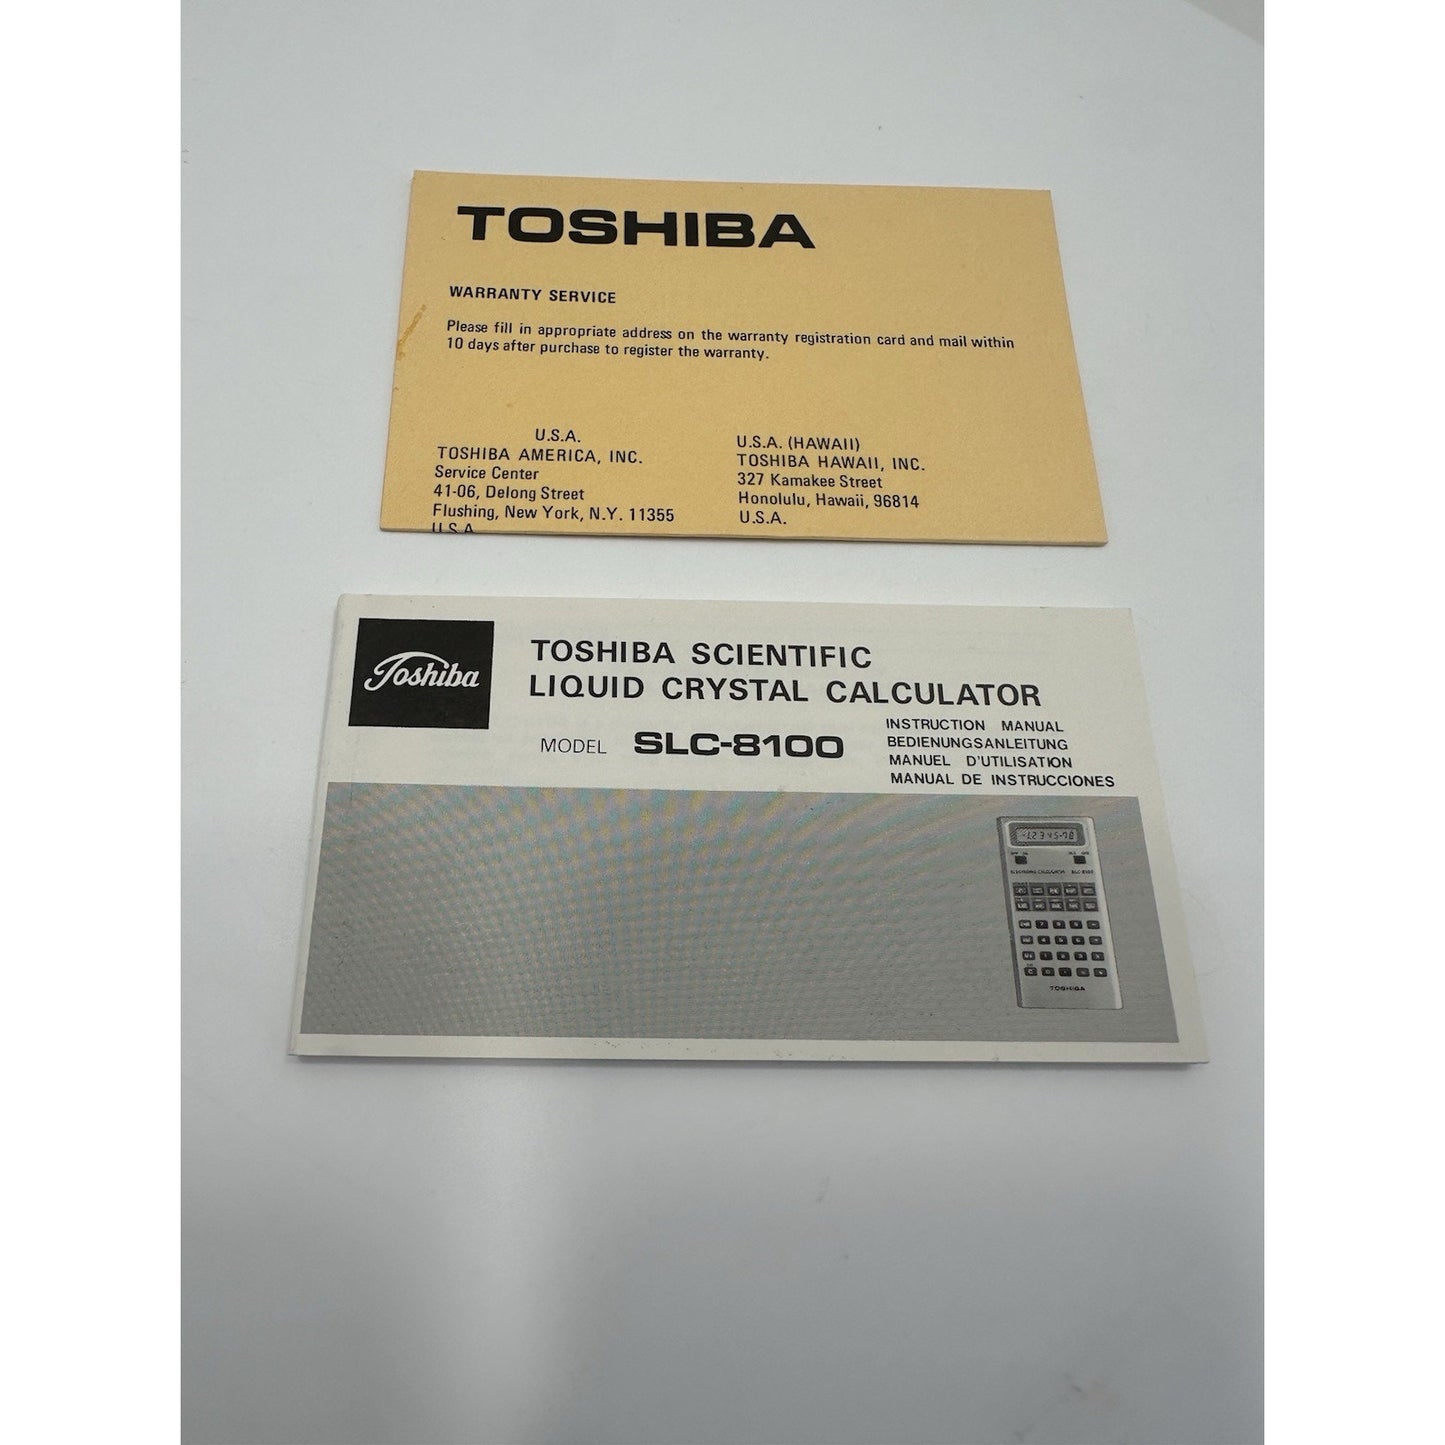 TOSHIBA
WARRANTY SERVICE
Please fill in appropriate address on the warranty registration card and mail within
10 days after purchase to register the warranty.
U.S.A.
TOSHIBA AMERICA, INC.
Service Center
41-06, Delong Street
Flushing, New York, N.Y. 11355
U.S.A.
U.S.A. (HAWAII)
TOSHIBA HAWAII, INC.
327 Kamakee Street
Honolulu, Hawaii, 96814
U.S.A.
Toshiba
TOSHIBA SCIENTIFIC
LIQUID CRYSTAL CALCULATOR
MODEL SLC-8100
INSTRUCTION MANUAL
BEDIENUNGSANLEITUNG
MANUEL D'UTILISATION
MANUAL DE INSTRUCCIONES
-1.2345-78
TOSHIBA